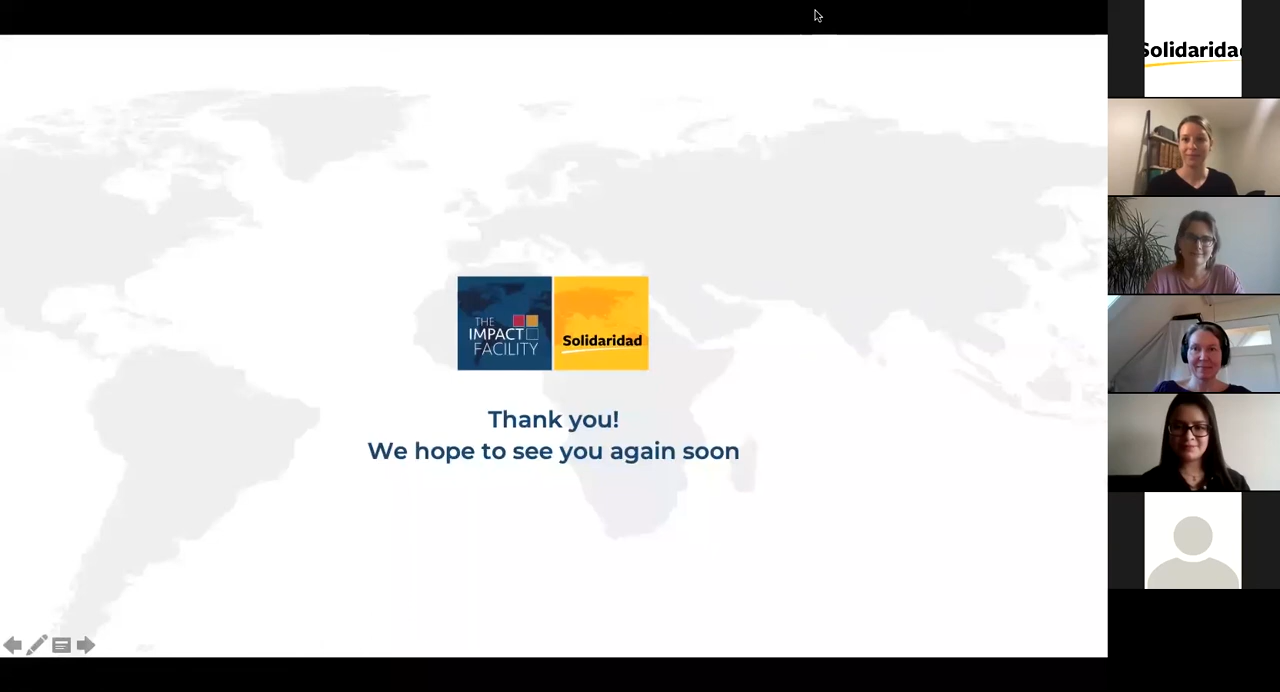 THE
IMPACT
FACILITY
Solidaridad
Thank you!
We hope to see you again soon
Solidaridad